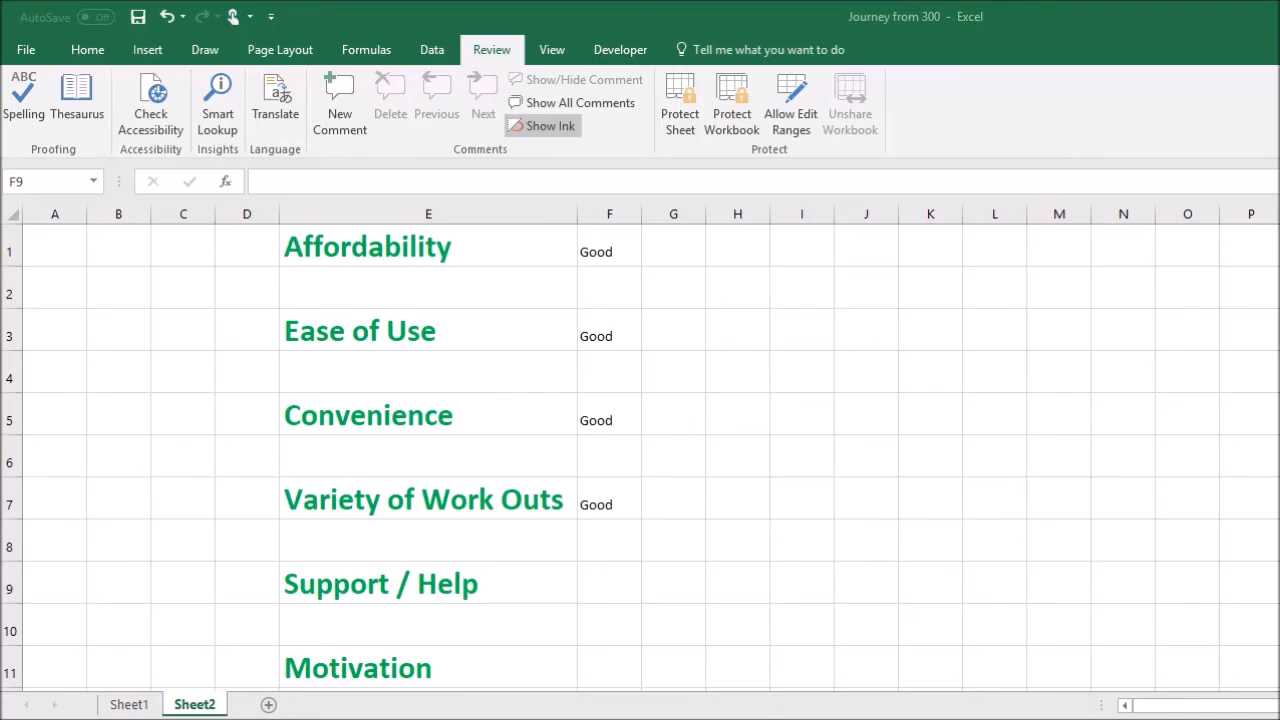 AutoSave Off
Journey from 300 - Excel
File Home Insert Draw Page Layout Formulas Data Review View Developer Tell me what you want to do
ABC
Spelling
Thesaurus
Proofing
Check
Accessibility
Accessibility
Smart
Lookup
Insights
Translate
Language
New
Comment
Delete
Previous
Next
Show/Hide Comment
Show All Comments
Show Ink
Comments
Protect
Sheet
Protect
Workbook
Allow Edit
Ranges
Unshare
Workbook
Protect
F9 fx
A B C D E F G H I J K L M N O P
1 Affordability Good
2
3 Ease of Use Good
4
5 Convenience Good
6
7 Variety of Work Outs Good
8
9 Support / Help
10
11 Motivation
Sheet1 Sheet2